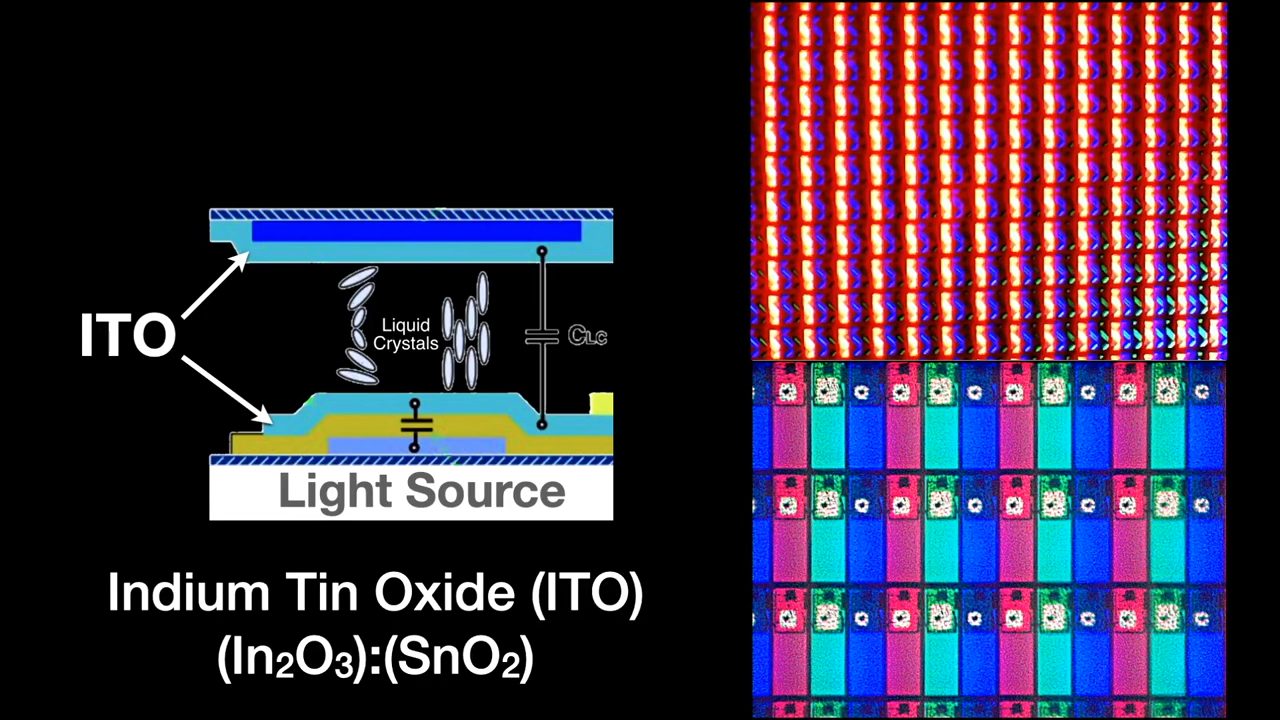 ITO
Liquid
Crystals
CLC
Light Source
Indium Tin Oxide (ITO)
(In₂O₃):(SnO₂)